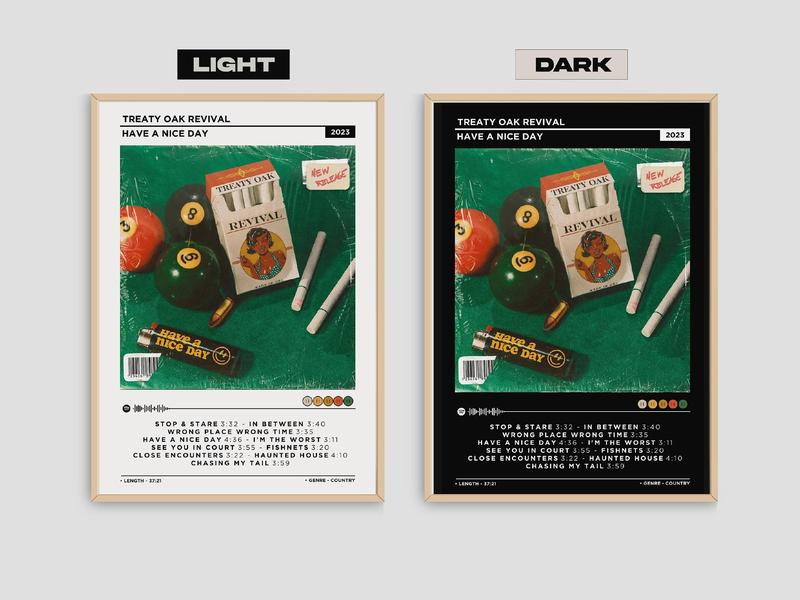 LIGHT
TREATY OAK REVIVAL
HAVE A NICE DAY
2023
NEW
RELEASE
TREATY OAK
REVIVAL
3
8
6
Have a
nice DAY
STOP & STARE 3:32 - IN BETWEEN 3:40
WRONG PLACE WRONG TIME 3:35
HAVE A NICE DAY 4:36 - I'M THE WORST 3:11
SEE YOU IN COURT 3:55 - FISHNETS 3:20
CLOSE ENCOUNTERS 3:22 - HAUNTED HOUSE 4:10
CHASING MY TAIL 3:59
• LENGTH - 37:21
• GENRE - COUNTRY
DARK
TREATY OAK REVIVAL
HAVE A NICE DAY
2023
NEW
RELEASE
TREATY OAK
REVIVAL
3
8
6
Have a
nice DAY
STOP & STARE 3:32 - IN BETWEEN 3:40
WRONG PLACE WRONG TIME 3:35
HAVE A NICE DAY 4:36 - I'M THE WORST 3:11
SEE YOU IN COURT 3:55 - FISHNETS 3:20
CLOSE ENCOUNTERS 3:22 - HAUNTED HOUSE 4:10
CHASING MY TAIL 3:59
• LENGTH - 37:21
• GENRE - COUNTRY